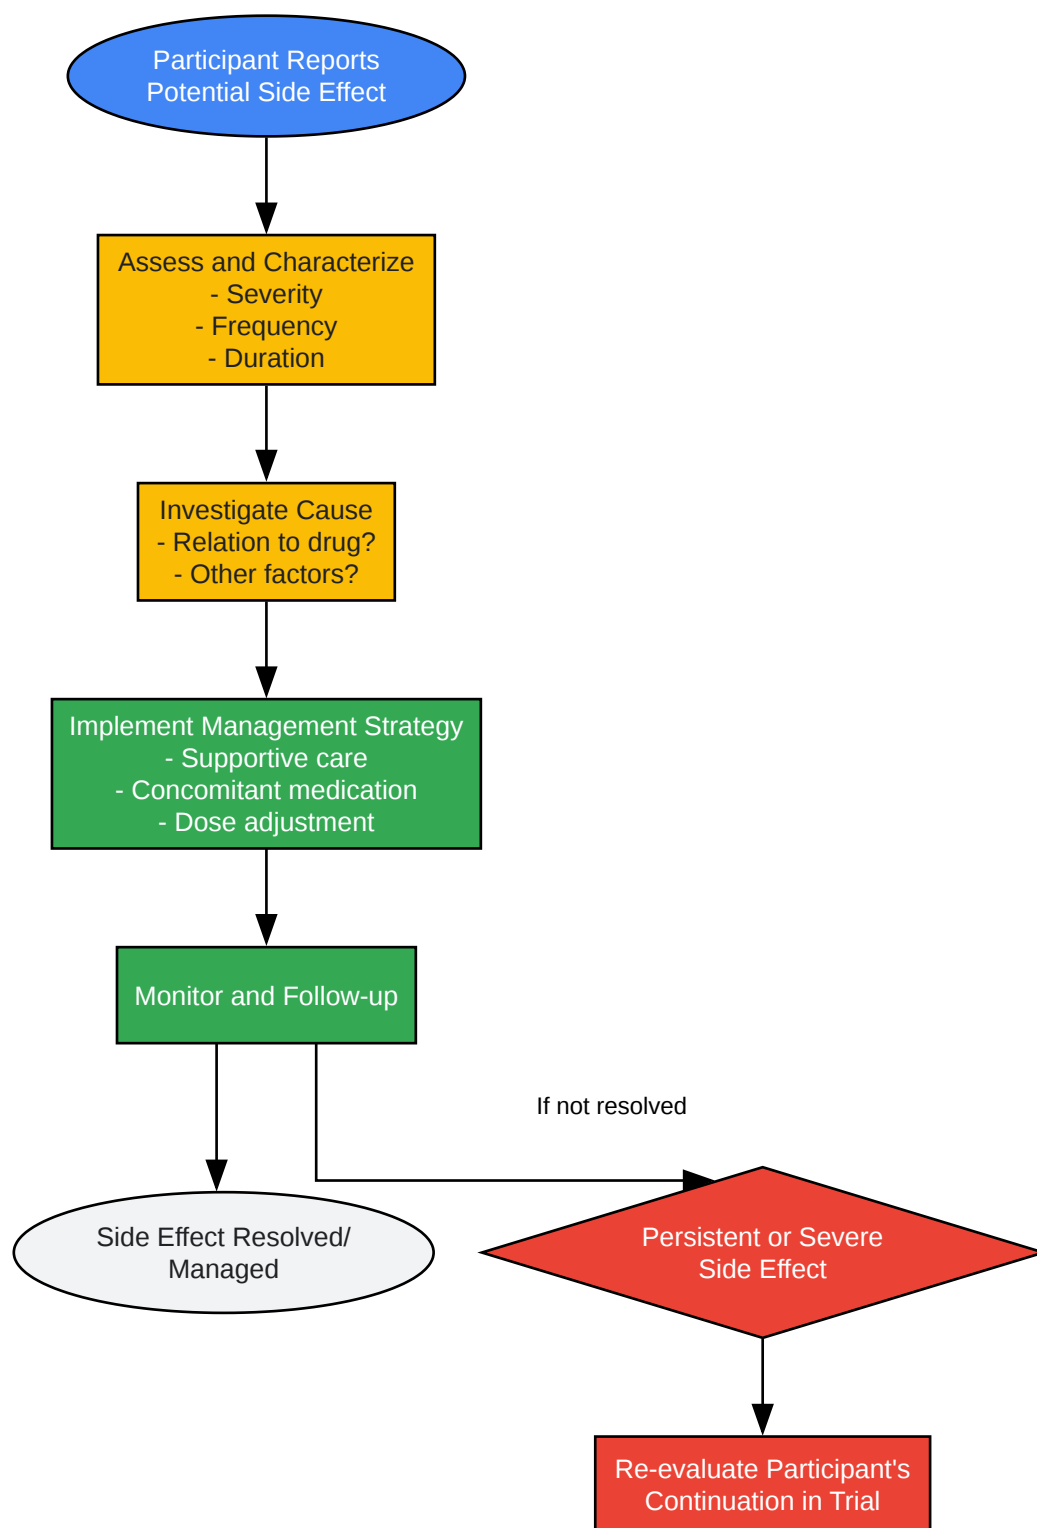 Participant Reports
Potential Side Effect
Assess and Characterize
- Severity
- Frequency
- Duration
Investigate Cause
- Relation to drug?
- Other factors?
Implement Management Strategy
- Supportive care
- Concomitant medication
- Dose adjustment
Monitor and Follow-up
If not resolved
Side Effect Resolved/
Managed
Persistent or Severe
Side Effect
Re-evaluate Participant's
Continuation in Trial